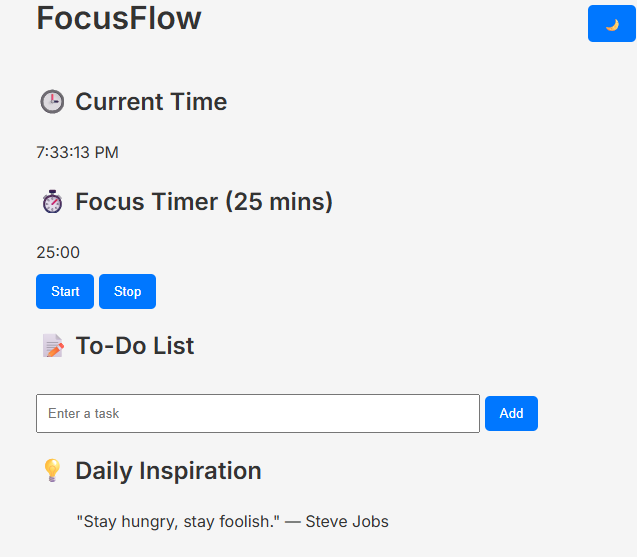 FocusFlow
🌙
🕒 Current Time
7:33:13 PM
⏱️ Focus Timer (25 mins)
25:00
Start Stop
📝 To-Do List
Enter a task Add
💡 Daily Inspiration
"Stay hungry, stay foolish." — Steve Jobs